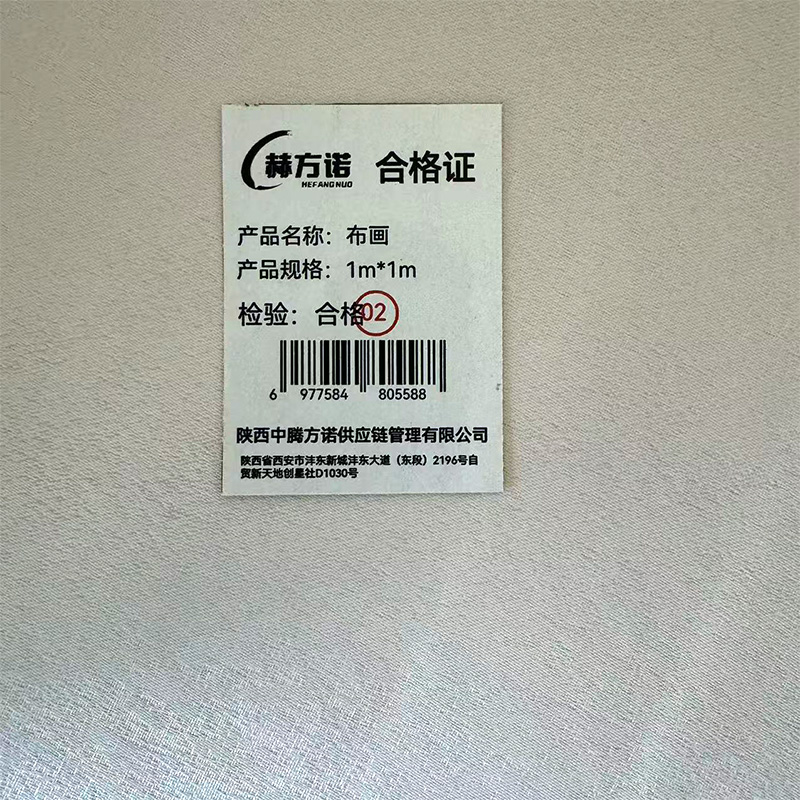 赫方诺 合格证
HEFANGNUO
产品名称：布画
产品规格：1m*1m
检验：合格02
6 977584 805588
陕西中腾方诺供应链管理有限公司
陕西省西安市沣东新城沣东大道（东段）2196号自
贸新天地创星社D1030号